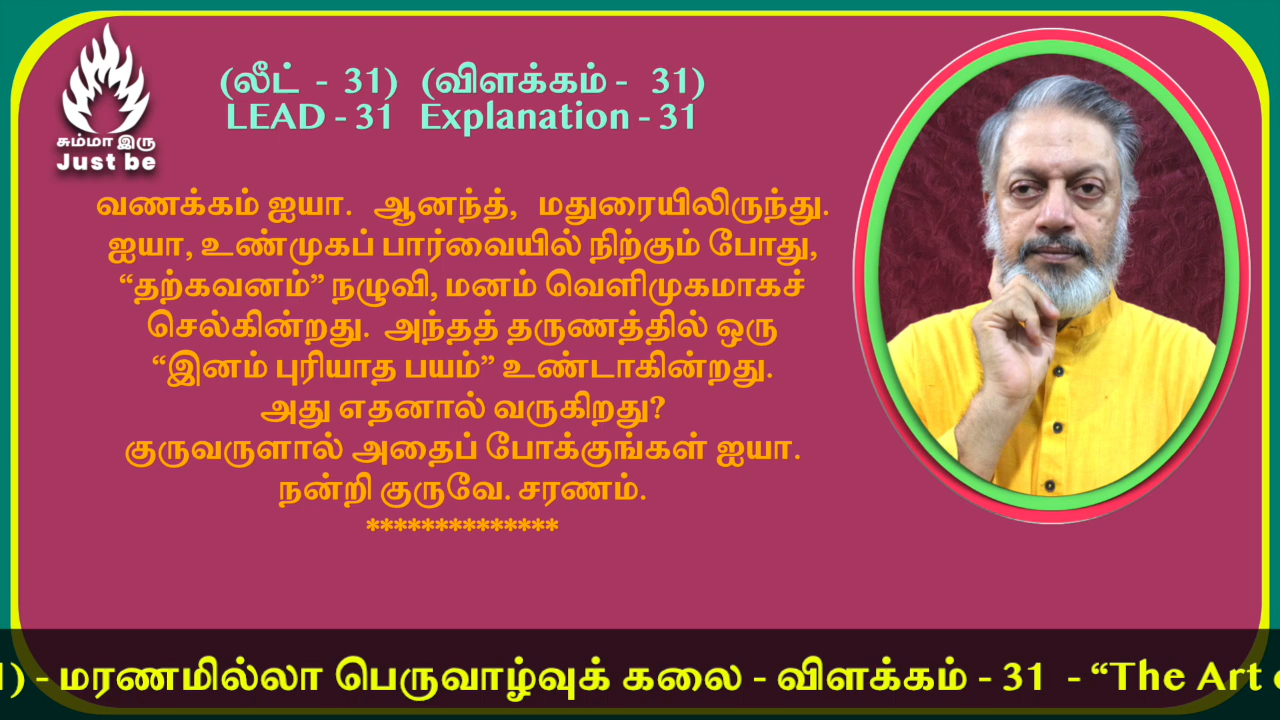 சும்மா இரு
Just be
(லீட் - 31) (விளக்கம் - 31)
LEAD - 31 Explanation - 31
வணக்கம் ஐயா. ஆனந்த், மதுரையிலிருந்து.
ஐயா, உண்முகப் பார்வையில் நிற்கும் போது,
“தற்கவனம்” நழுவி, மனம் வெளிமுகமாகச்
செல்கின்றது. அந்தத் தருணத்தில் ஒரு
“இனம் புரியாத பயம்” உண்டாகின்றது.
அது எதனால் வருகிறது?
குருவருளால் அதைப் போக்குங்கள் ஐயா.
நன்றி குருவே. சரணம்.
**************
1) - மரணமில்லா பெருவாழ்வுக் கலை - விளக்கம் - 31 - “The Art